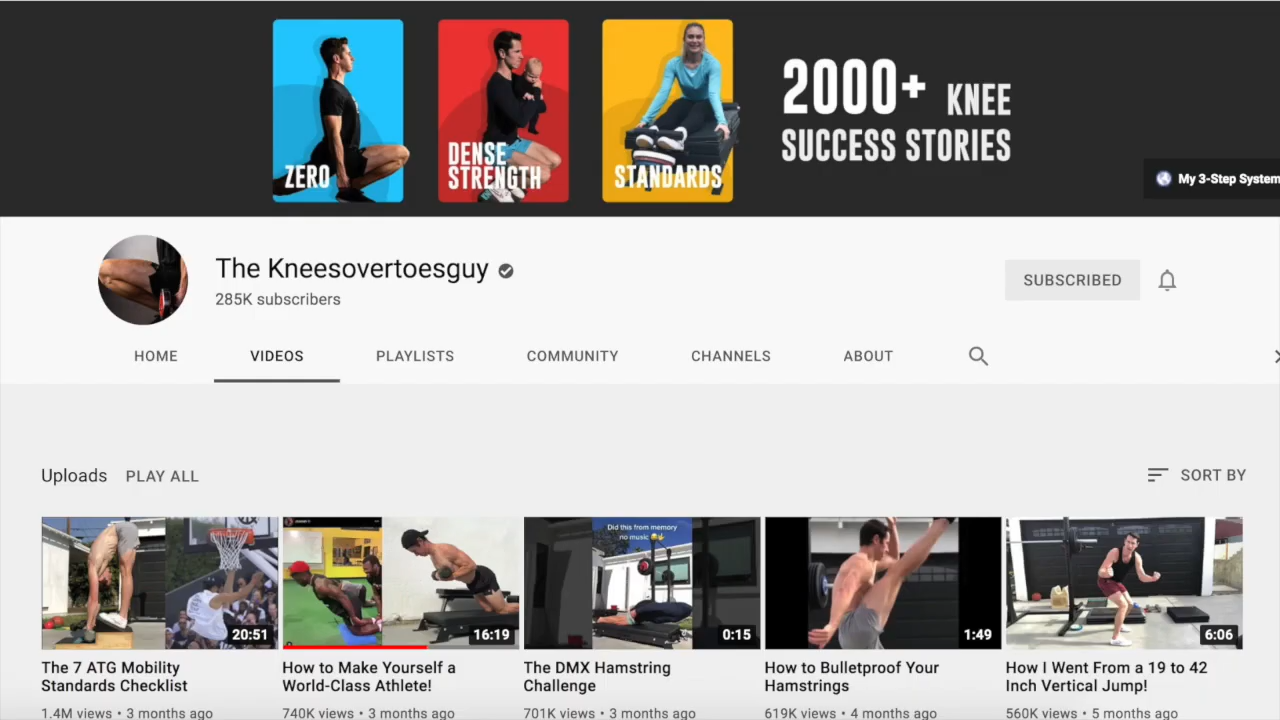 2000+ KNEE
SUCCESS STORIES
ZERO
DENSE
STRENGTH
STANDARDS
My 3-Step System
The Kneesovertoesguy
285K subscribers
SUBSCRIBED
HOME
VIDEOS
PLAYLISTS
COMMUNITY
CHANNELS
ABOUT
Uploads
PLAY ALL
SORT BY
Did this from memory
no music
20:51
16:19
0:15
1:49
6:06
The 7 ATG Mobility
Standards Checklist
1.4M views • 3 months ago
How to Make Yourself a
World-Class Athlete!
740K views • 3 months ago
The DMX Hamstring
Challenge
701K views • 3 months ago
How to Bulletproof Your
Hamstrings
619K views • 4 months ago
How I Went From a 19 to 42
Inch Vertical Jump!
560K views • 5 months ago